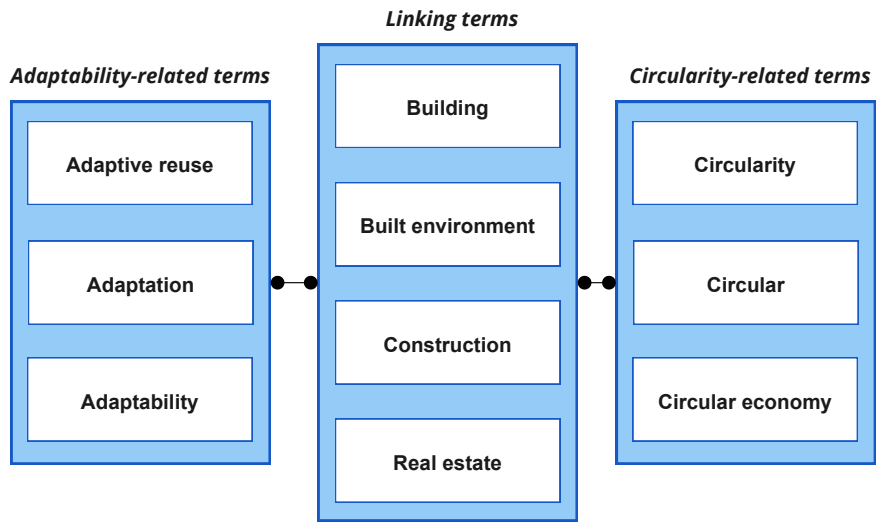 Linking terms
Adaptability-related terms
Circularity-related terms
Building
Adaptive reuse
Circularity
Built environment
Adaptation
Circular
Construction
Adaptability
Circular economy
Real estate